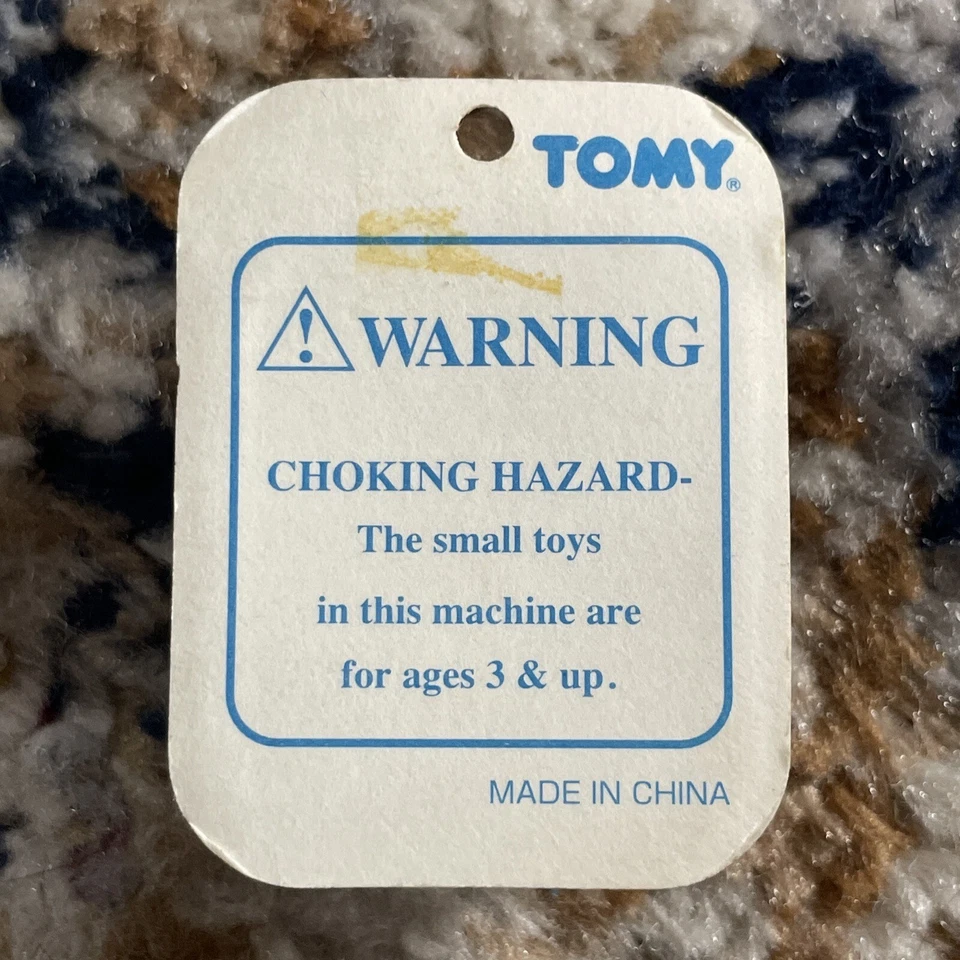 TOMY®
WARNING
CHOKING HAZARD-
The small toys
in this machine are
for ages 3 & up.
MADE IN CHINA